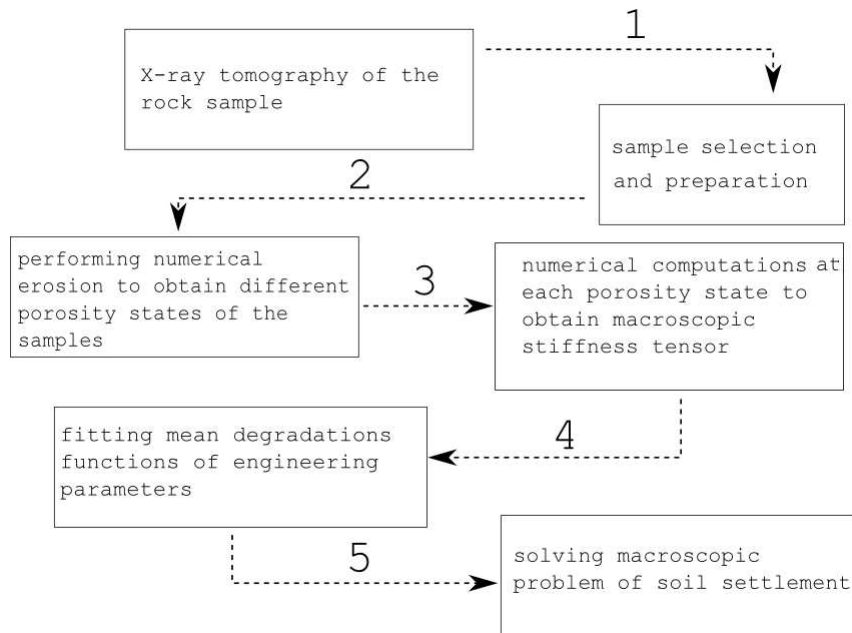 1
X-ray tomography of the
rock sample
sample selection
and preparation
2
performing numerical
erosion to obtain different
porosity states of the
samples
3
numerical computations at
each porosity state to
obtain macroscopic
stiffness tensor
4
fitting mean degradations
functions of engineering
parameters
5
solving macroscopic
problem of soil settlement